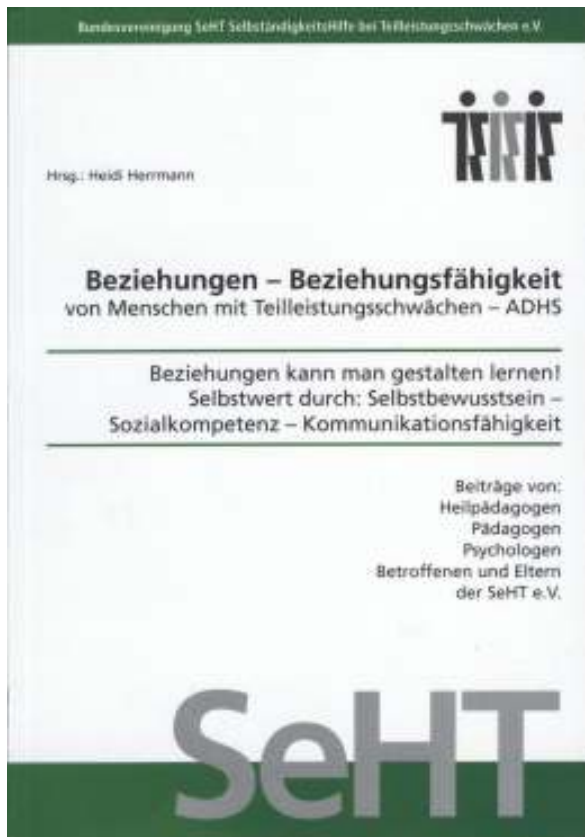 Bundesvereinigung SeHT SelbständigkeitsHilfe bei Teilleistungsschwächen e.V.
Hrsg.: Heidi Herrmann
Beziehungen – Beziehungsfähigkeit
von Menschen mit Teilleistungsschwächen – ADHS
Beziehungen kann man gestalten lernen!
Selbstwert durch: Selbstbewusstsein –
Sozialkompetenz – Kommunikationsfähigkeit
Beiträge von:
Heilpädagogen
Pädagogen
Psychologen
Betroffenen und Eltern
der SeHT e.V.
SeHT